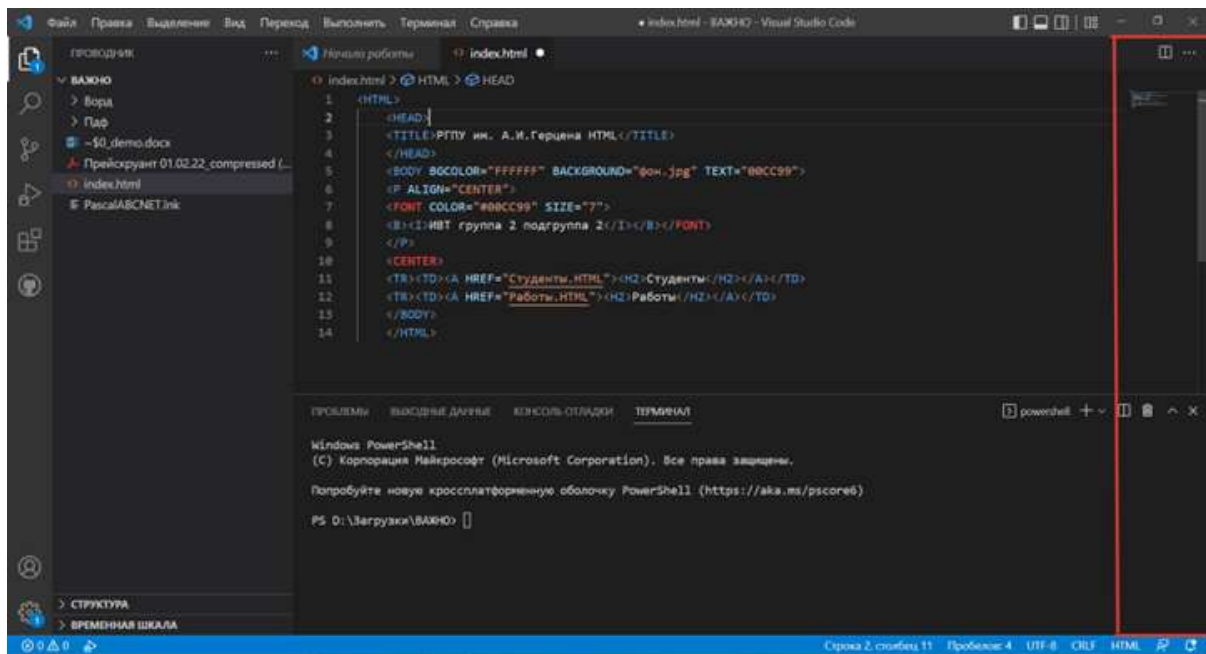 Файл Правка Выделение Вид Переход Выполнить Терминал Справка ● index.html - ВАЖНО - Visual Studio Code
ПРОВОДНИК ...
ВАЖНО
> Ворд
> Пдф
~$0_demo.docx
Прейскруант 01.02.22_compressed (...
index.html
PascalABCNET.lnk
> СТРУКТУРА
> ВРЕМЕННАЯ ШКАЛА
Начало работы index.html ●
index.html > HTML > HEAD
1 <HTML>
2 <HEAD>
3 <TITLE>РГПУ им. А.И.Герцена HTML</TITLE>
4 </HEAD>
5 <BODY BGCOLOR="FFFFFF" BACKGROUND="фон.jpg" TEXT="00CC99">
6 <P ALIGN="CENTER">
7 <FONT COLOR="#00CC99" SIZE="7">
8 <B><I>ИВТ группа 2 подгруппа 2</I></B></FONT>
9 </P>
10 <CENTER>
11 <TR><TD><A HREF="Студенты.HTML"><H2>Студенты</H2></A></TD>
12 <TR><TD><A HREF="Работы.HTML"><H2>Работы</H2></A></TD>
13 </BODY>
14 </HTML>
ПРОБЛЕМЫ ВЫХОДНЫЕ ДАННЫЕ КОНСОЛЬ ОТЛАДКИ ТЕРМИНАЛ powershell
Windows PowerShell
(C) Корпорация Майкрософт (Microsoft Corporation). Все права защищены.
Попробуйте новую кроссплатформенную оболочку PowerShell (https://aka.ms/pscore6)
PS D:\Загрузки\ВАЖНО>
0 0 Строка 2, столбец 11 Пробелов: 4 UTF-8 CRLF HTML